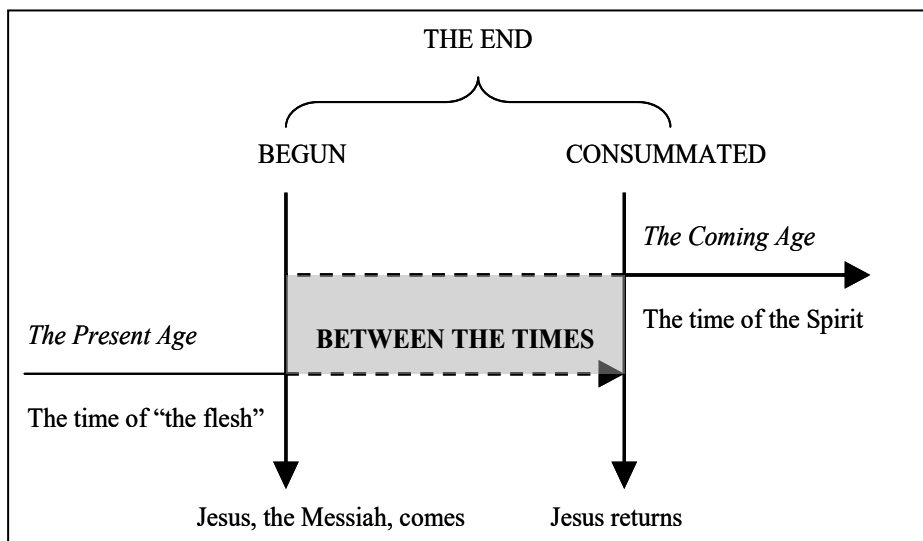 THE END
BEGUN
CONSUMMATED
The Coming Age
The Present Age
BETWEEN THE TIMES
The time of the Spirit
The time of “the flesh”
Jesus, the Messiah, comes
Jesus returns